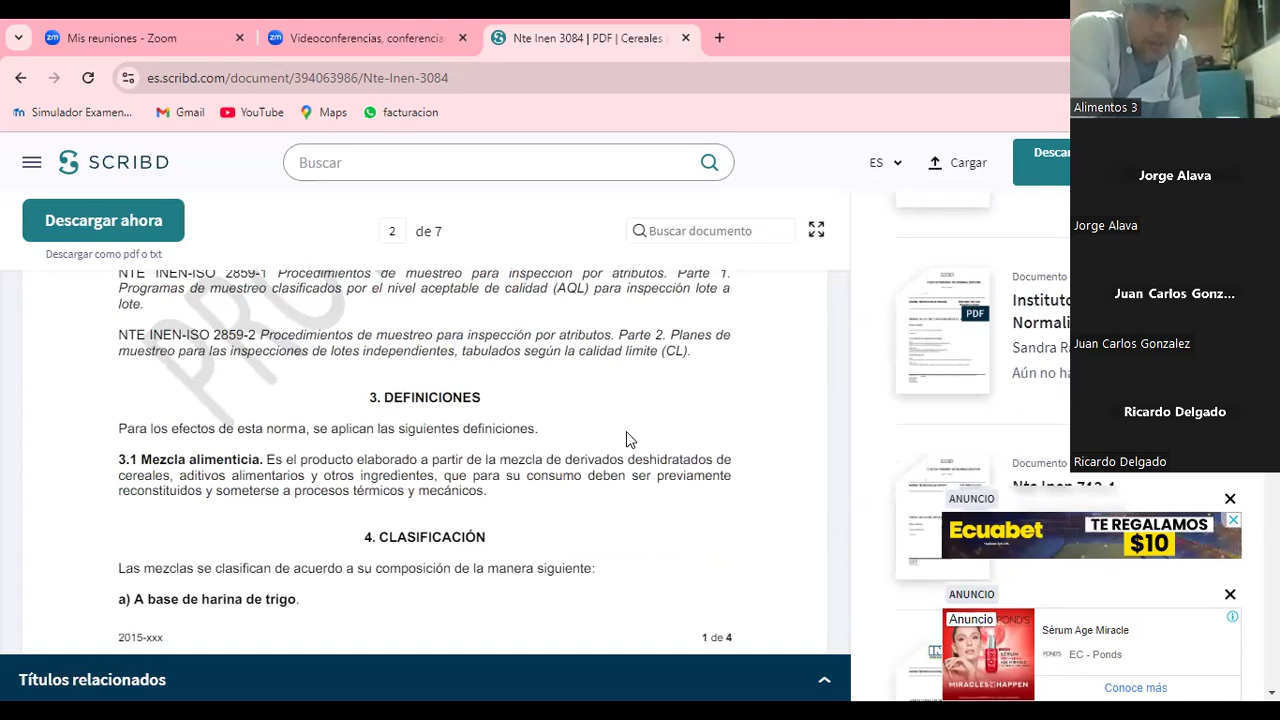 Mis reuniones - Zoom
Videoconferencias, conferencia
Nte Inen 3084 | PDF | Cereales
es.scribd.com/document/394063986/Nte-Inen-3084
Simulador Examen...
Gmail
YouTube
Maps
facturacion
SCRIBD
Buscar
ES
Cargar
Descar
Descargar ahora
Descargar como pdf o txt
2 de 7
Buscar documento
NTE INEN-ISO 2859-1 Procedimientos de muestreo para inspección por atributos. Parte 1.
Programas de muestreo clasificados por el nivel aceptable de calidad (AQL) para inspección lote a
lote.
NTE INEN-ISO 2859-2 Procedimientos de muestreo para inspección por atributos. Parte 2. Planes de
muestreo para las inspecciones de lotes independientes, tabulados según la calidad límite (CL).
3. DEFINICIONES
Para los efectos de esta norma, se aplican las siguientes definiciones.
3.1 Mezcla alimenticia. Es el producto elaborado a partir de la mezcla de derivados deshidratados de
cereales, aditivos alimentarios y otros ingredientes, que para su consumo deben ser previamente
reconstituidos y someterse a procesos térmicos y mecánicos.
4. CLASIFICACIÓN
Las mezclas se clasifican de acuerdo a su composición de la manera siguiente:
a) A base de harina de trigo.
2015-xxx
1 de 4
Títulos relacionados
Documento
PDF
Instituto
Normali
Sandra R
Aún no ha
Documento
Nte Inen 712-1
ANUNCIO
Ecuabet
TE REGALAMOS
$10
ANUNCIO
Anuncio
POND'S
MIRACLES HAPPEN
Sérum Age Miracle
POND'S
EC - Ponds
Conoce más
Alimentos 3
Jorge Alava
Jorge Alava
Juan Carlos Gonz...
Juan Carlos Gonzalez
Ricardo Delgado
Ricardo Delgado